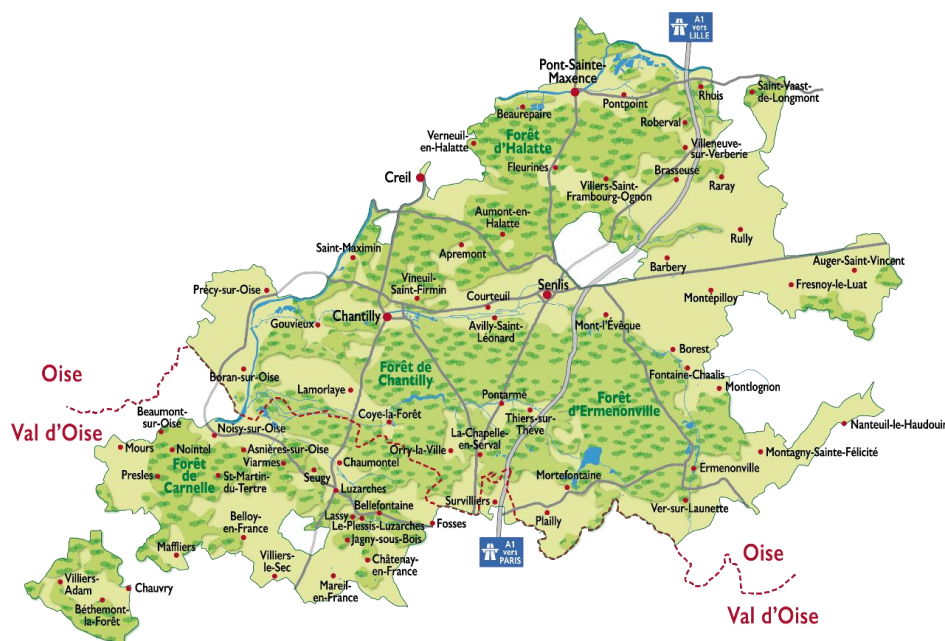 A1
vers
LILLE
Pont-Sainte-
Maxence
Saint-Vaast-
de-Longmont
Rhuis
Pontpoint
Beaurepaire
Roberval
Verneuil-
en-Halatte
Forêt
d'Halatte
Villeneuve-
sur-Verberie
Fleurines
Brasseuse
Raray
Creil
Villers-Saint-
Frambourg-Ognon
Aumont-en-
Halatte
Rully
Saint-Maximin
Apremont
Barbery
Auger-Saint-Vincent
Vineuil-
Saint-Firmin
Précy-sur-Oise
Senlis
Fresnoy-le-Luat
Montépilloy
Courteuil
Chantilly
Gouvieux
Avilly-Saint-
Léonard
Mont-l'Évêque
Borest
Oise
Boran-sur-Oise
Forêt de
Chantilly
Fontaine-Chaalis
Lamorlaye
Montlognon
Pontarmé
Forêt
d'Ermenonville
Val d'Oise
Beaumont-
sur-Oise
Coye-la-Forêt
Thiers-sur-
Thève
Nanteuil-le-Haudouin
Noisy-sur-Oise
La-Chapelle-
en-Serval
Mours
Nointel
Asnières-sur-Oise
Orry-la-Ville
Montagny-Sainte-Félicité
Viarmes
Chaumontel
Forêt
de
Carnelle
Presles
St-Martin-
du-Tertre
Seugy
Mortefontaine
Ermenonville
Luzarches
Survilliers
Bellefontaine
Ver-sur-Launette
Lassy
Plailly
Belloy-
en-France
Le-Plessis-Luzarches
Fosses
Jagny-sous-Bois
A1
vers
PARIS
Maffliers
Villiers-
le-Sec
Châtenay-
en-France
Oise
Villiers-
Adam
Chauvry
Mareil-
en-France
Béthemont-
la-Forêt
Val d'Oise